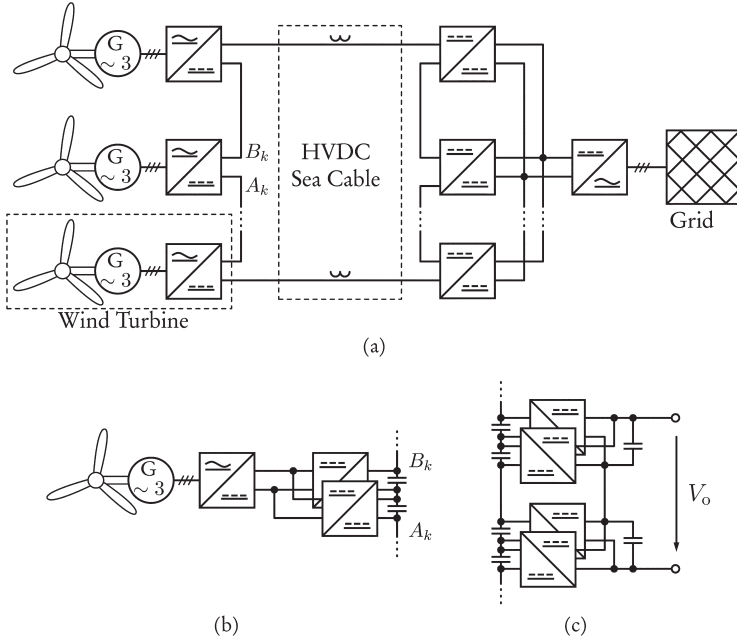 G
~ 3
G
~ 3
B_k
A_k
HVDC
Sea Cable
G
~ 3
Grid
Wind Turbine
(a)
G
~ 3
B_k
A_k
V_o
(b)
(c)